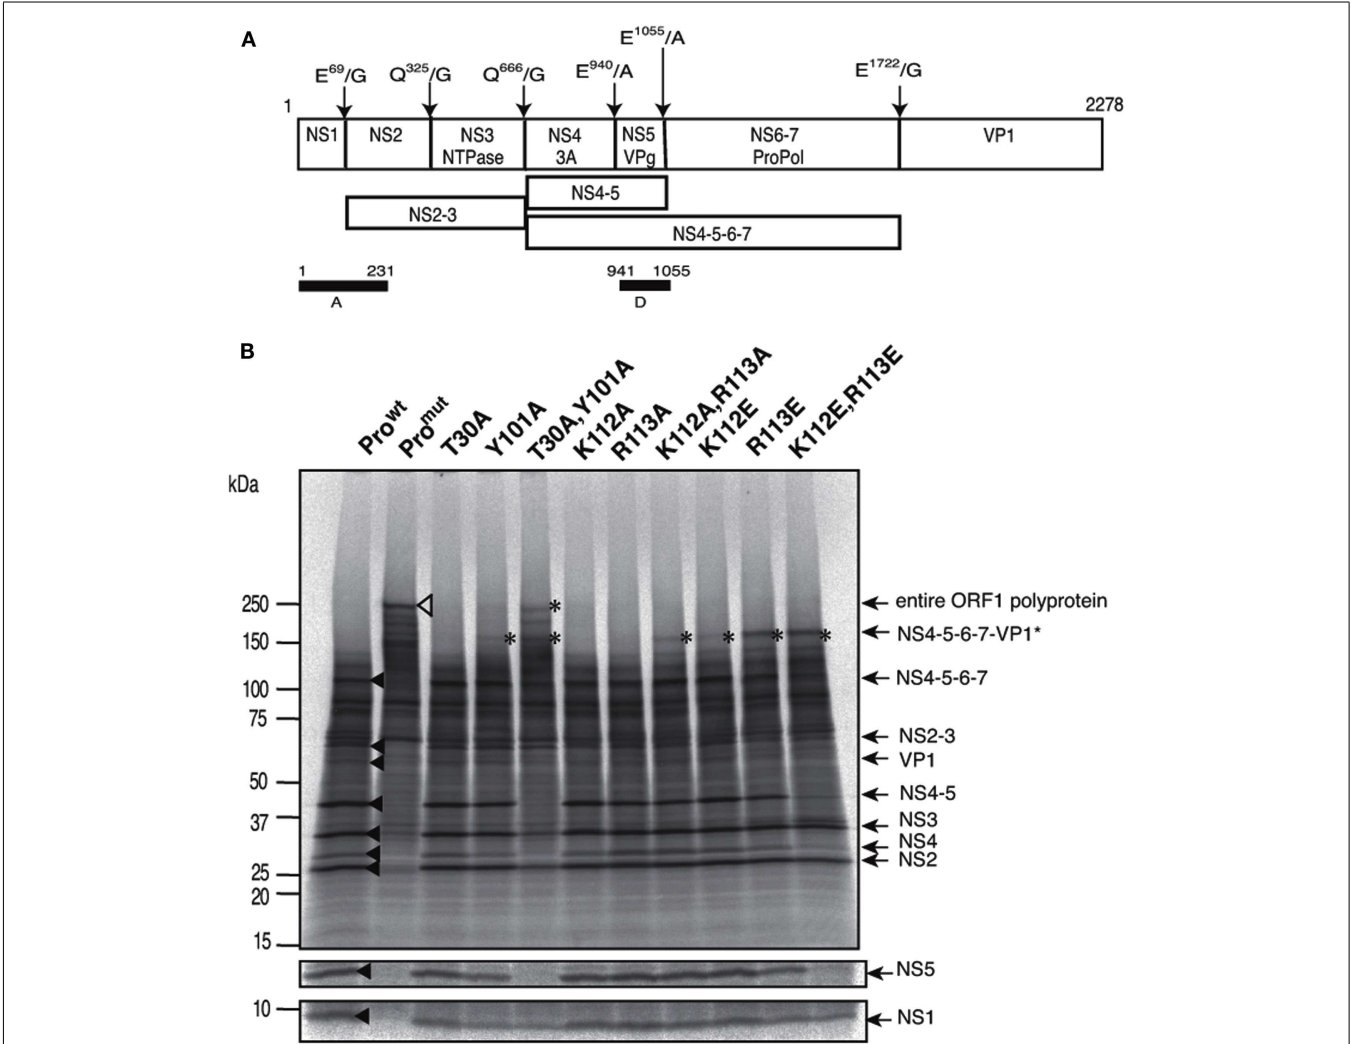 A
E1055/A
E69/G Q325/G Q666/G E940/A E1722/G
1 2278
NS1 NS2 NS3 NS4 NS5 NS6-7 VP1
NTPase 3A VPg ProPol
NS4-5
NS2-3
NS4-5-6-7
1 231 941 1055
A D
B
Prowt
Promut
T30A
Y101A
T30A,Y101A
K112A
R113A
K112A,R113A
K112E
R113E
K112E,R113E
kDa
250
150
100
75
50
37
25
20
15
10
*
*
*
*
*
*
*
entire ORF1 polyprotein
NS4-5-6-7-VP1*
NS4-5-6-7
NS2-3
VP1
NS4-5
NS3
NS4
NS2
NS5
NS1